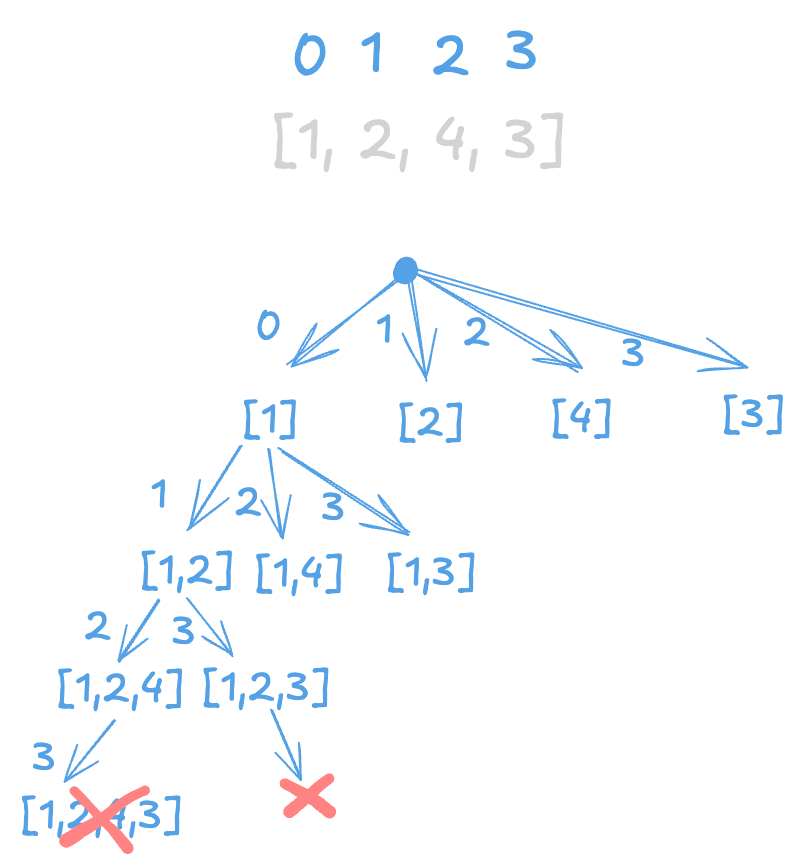 0 1 2 3
[1, 2, 4, 3]
0 1 2 3
[1] [2] [4] [3]
1 2 3
[1,2] [1,4] [1,3]
2 3
[1,2,4] [1,2,3]
3
[1,2,4,3]